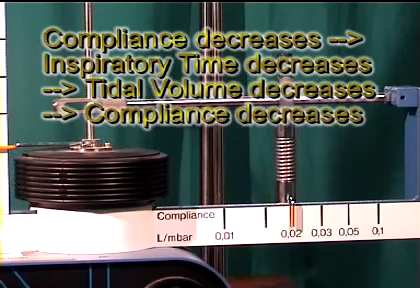 Compliance decreases -->
Inspiratory Time decreases
--> Tidal Volume decreases
--> Compliance decreases
Compliance
L/mbar 0,01 0,02 0,03 0,05 0,1